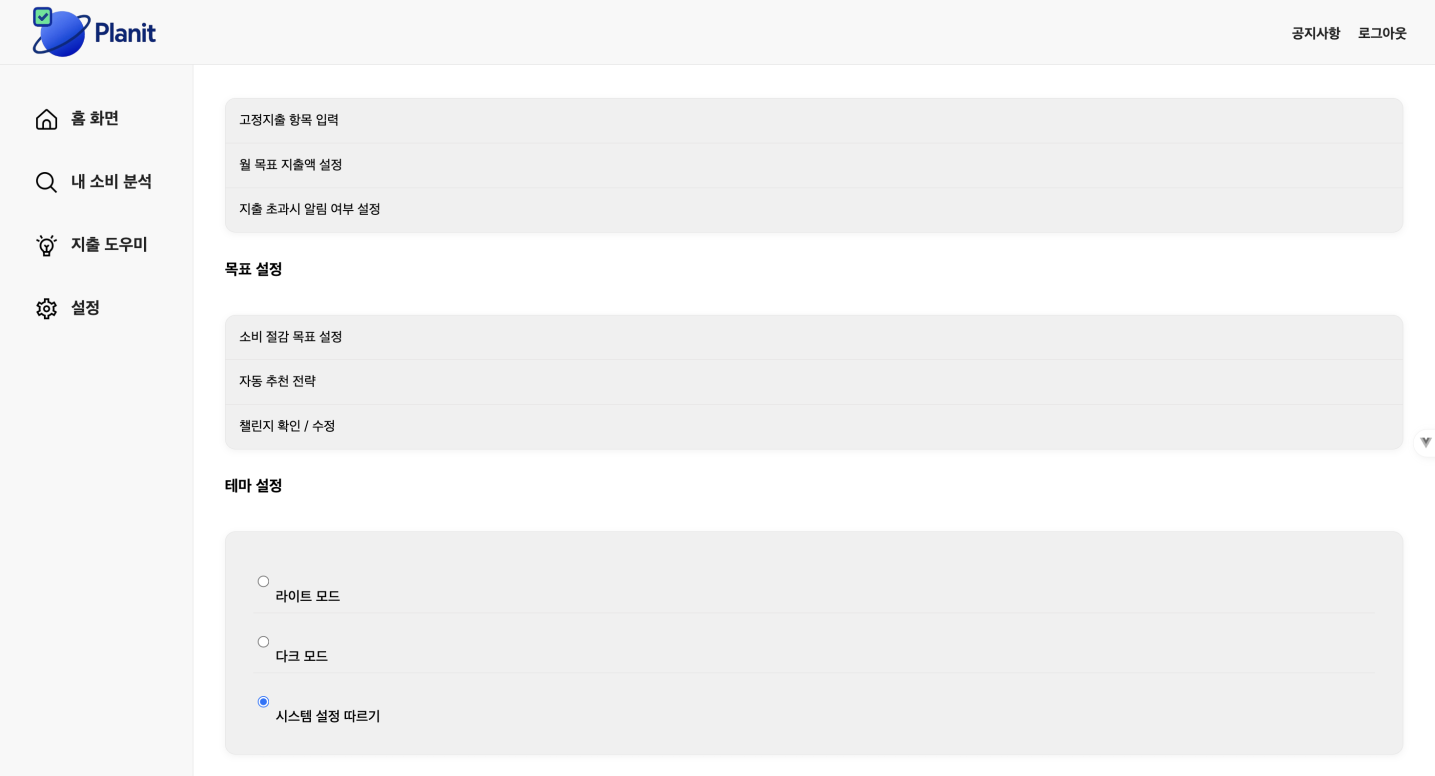 Planit
공지사항 로그아웃
홈 화면
내 소비 분석
지출 도우미
설정
고정지출 항목 입력
월 목표 지출액 설정
지출 초과시 알림 여부 설정
목표 설정
소비 절감 목표 설정
자동 추천 전략
챌린지 확인 / 수정
테마 설정
라이트 모드
다크 모드
시스템 설정 따르기